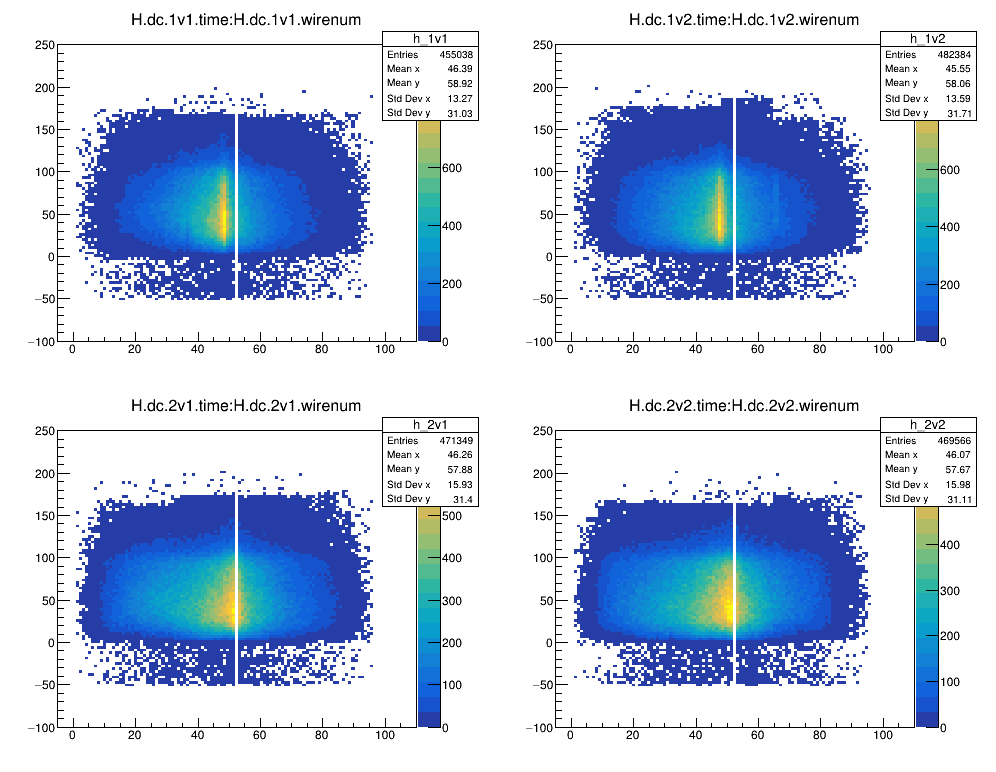 H.dc.1v1.time:H.dc.1v1.wirenum
h_1v1
Entries 455038
Mean x 46.39
Mean y 58.92
Std Dev x 13.27
Std Dev y 31.03
250
200
150
100
50
0
−50
−100
0 20 40 60 80 100
600
400
200
0
H.dc.1v2.time:H.dc.1v2.wirenum
h_1v2
Entries 482384
Mean x 45.55
Mean y 58.06
Std Dev x 13.59
Std Dev y 31.71
250
200
150
100
50
0
−50
−100
0 20 40 60 80 100
600
400
200
0
H.dc.2v1.time:H.dc.2v1.wirenum
h_2v1
Entries 471349
Mean x 46.26
Mean y 57.88
Std Dev x 15.93
Std Dev y 31.4
250
200
150
100
50
0
−50
−100
0 20 40 60 80 100
500
400
300
200
100
0
H.dc.2v2.time:H.dc.2v2.wirenum
h_2v2
Entries 469566
Mean x 46.07
Mean y 57.67
Std Dev x 15.98
Std Dev y 31.11
250
200
150
100
50
0
−50
−100
0 20 40 60 80 100
400
300
200
100
0